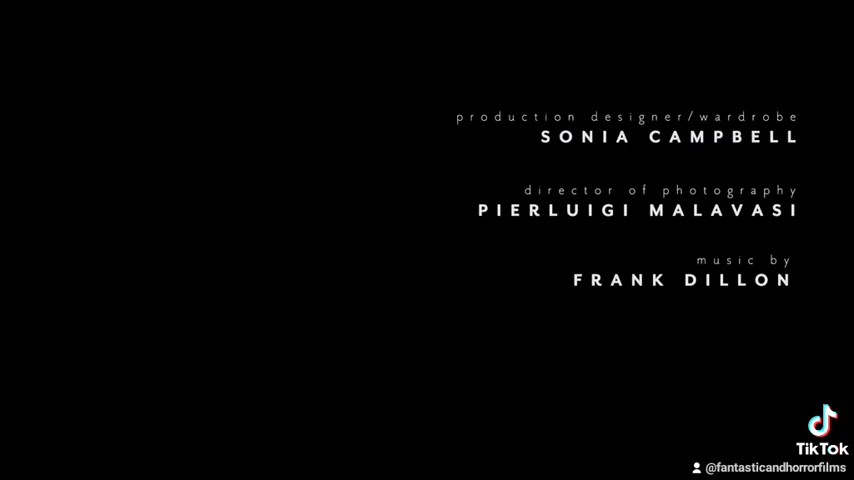 production designer/wardrobe
SONIA CAMPBELL
director of photography
PIERLUIGI MALAVASI
music by
FRANK DILLON
TikTok
@fantasticandhorrorfilms